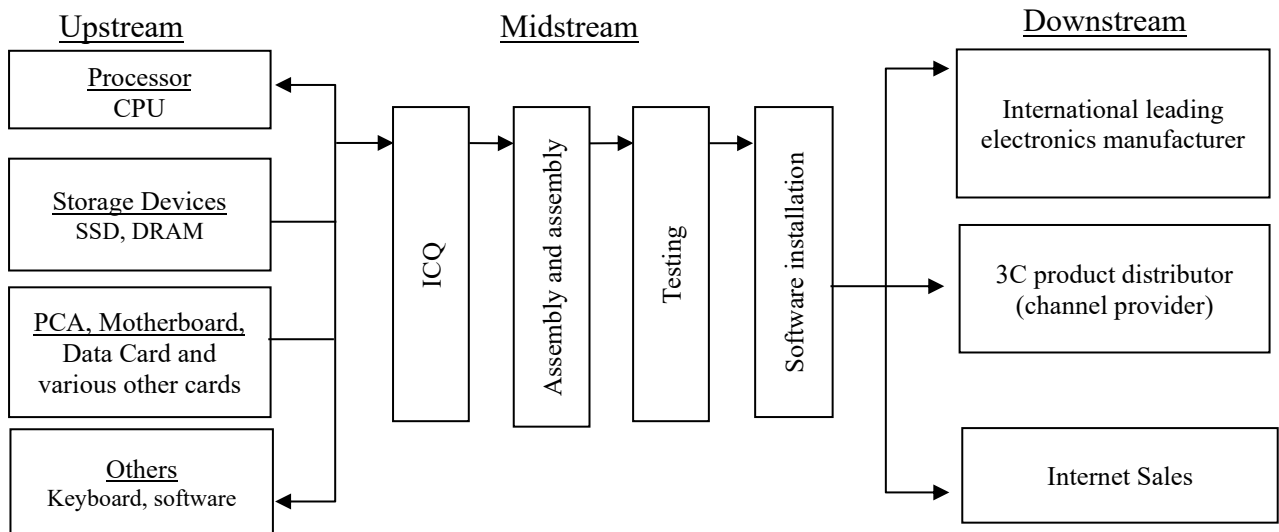 Upstream
Processor
CPU
Storage Devices
SSD, DRAM
PCA, Motherboard,
Data Card and
various other cards
Others
Keyboard, software
Midstream
ICQ
Assembly and assembly
Testing
Software installation
Downstream
International leading
electronics manufacturer
3C product distributor
(channel provider)
Internet Sales